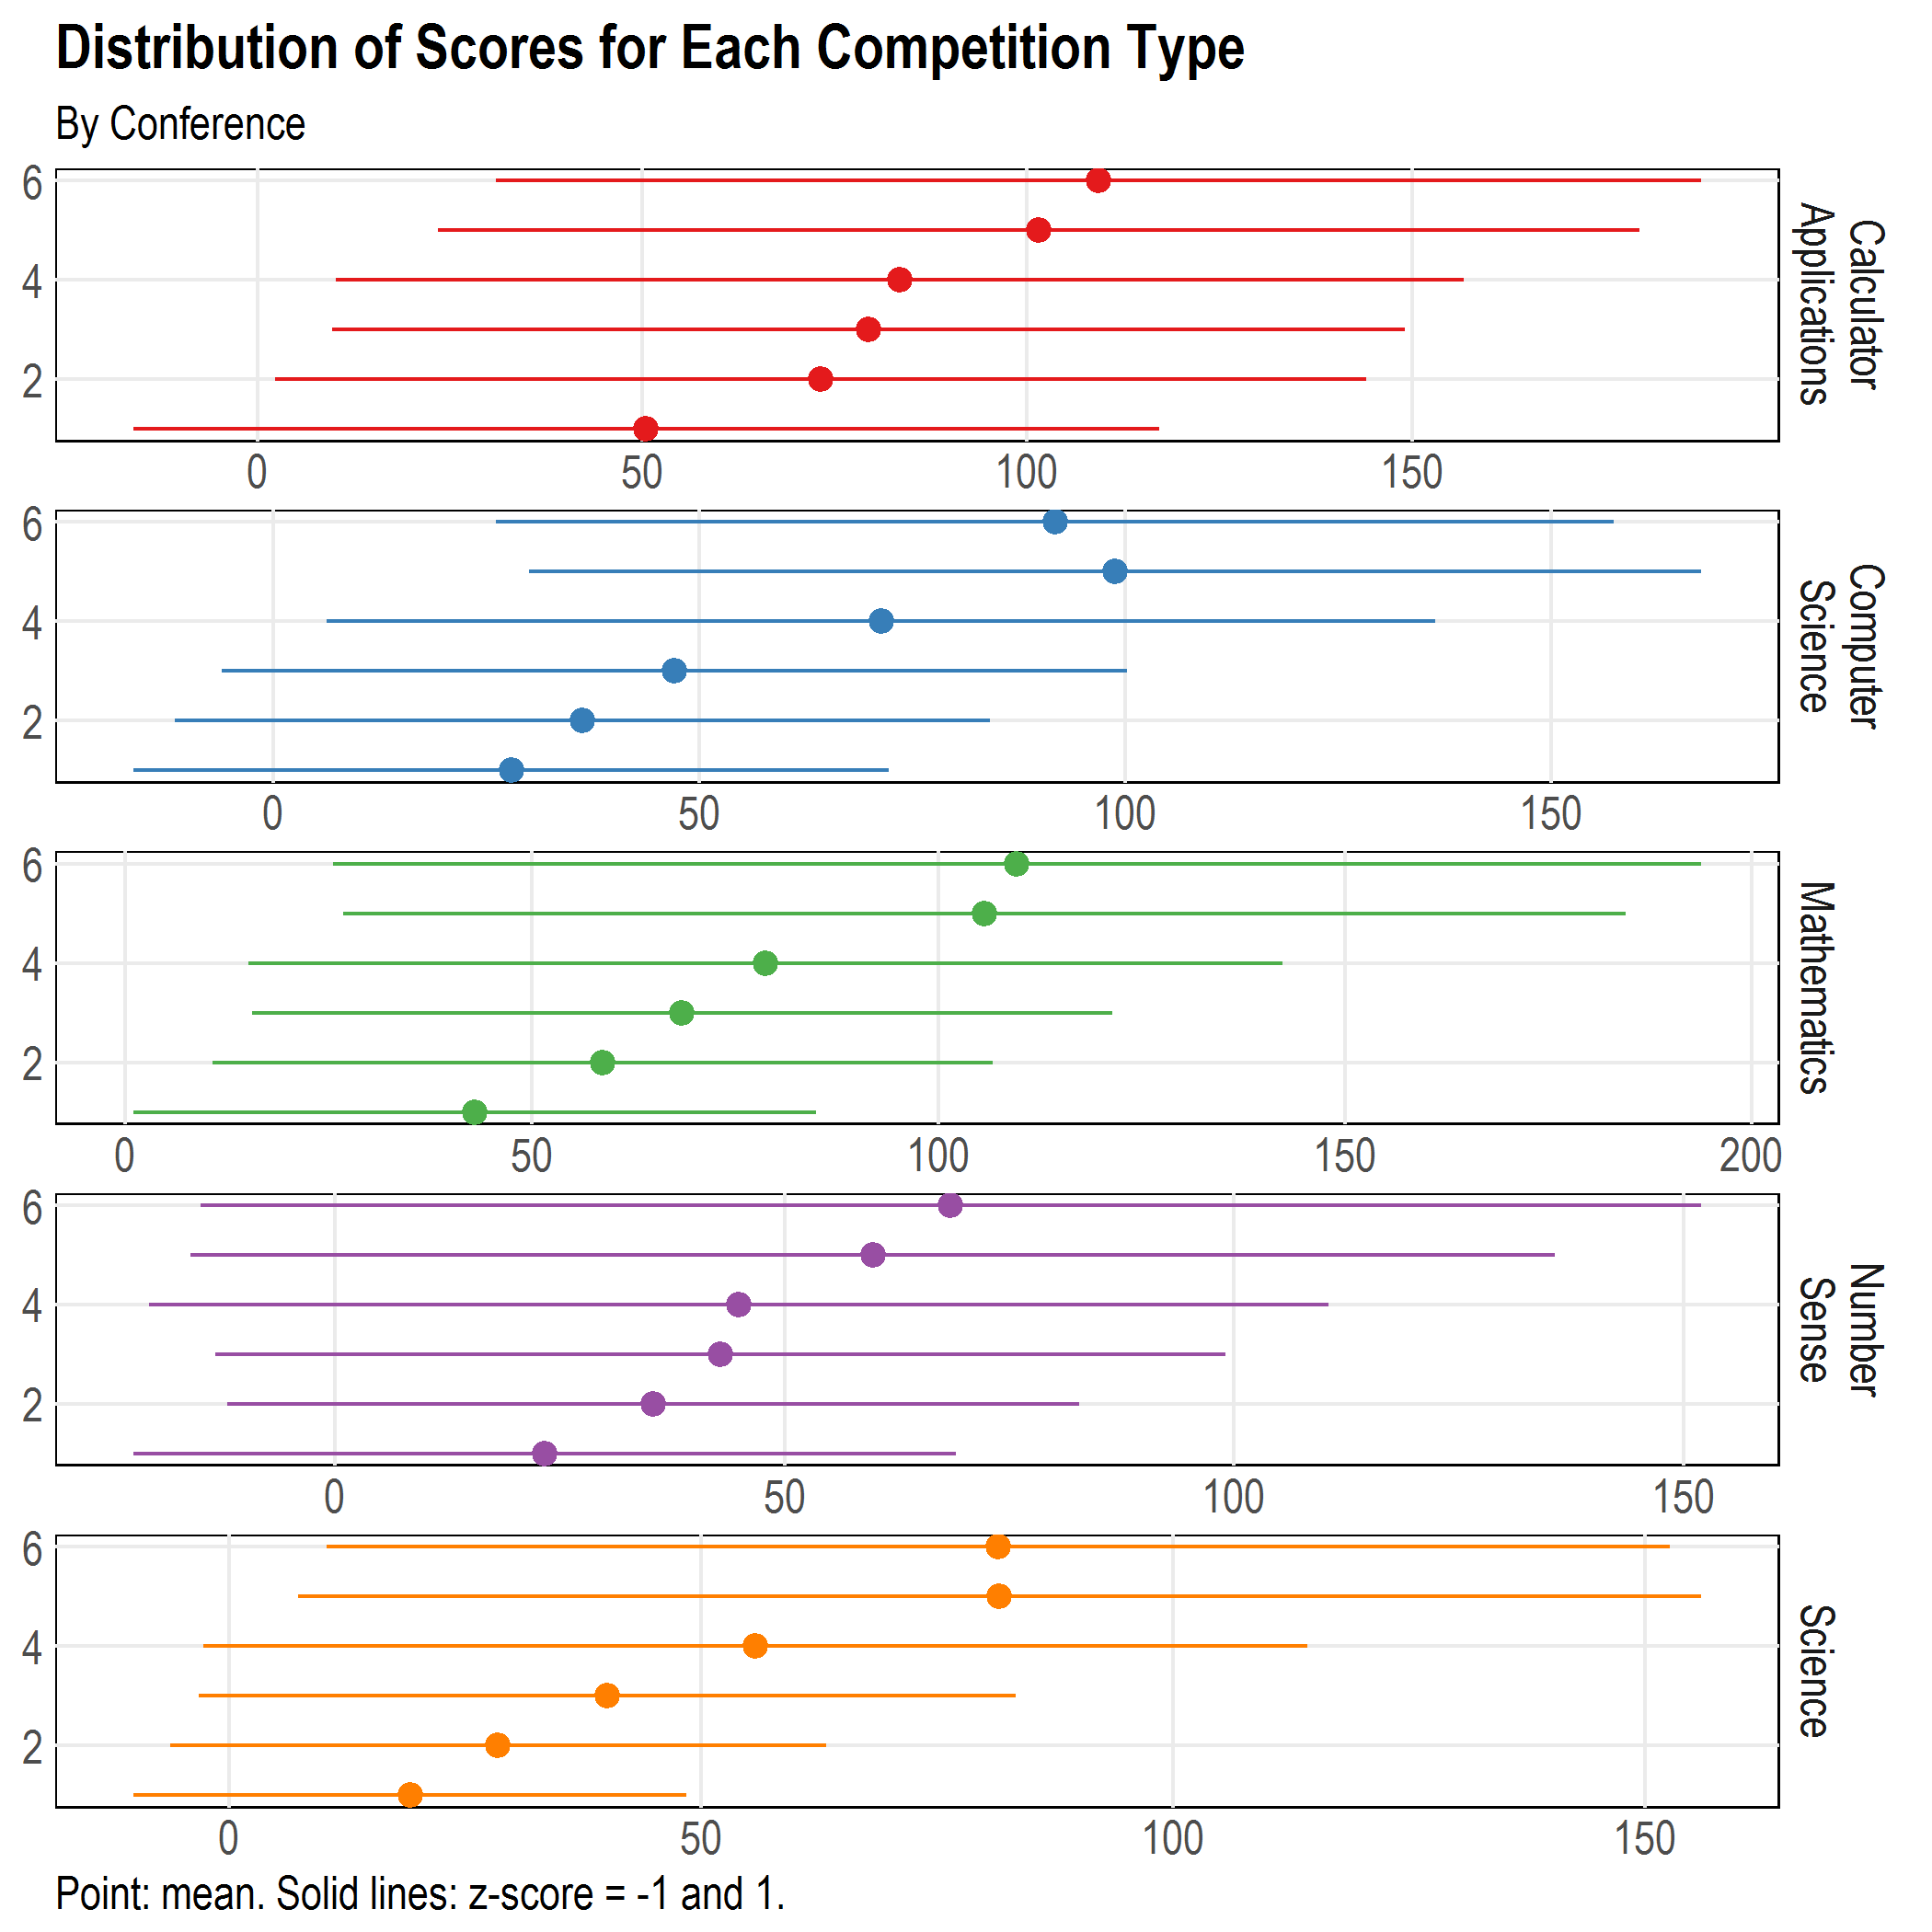 Distribution of Scores for Each Competition Type
By Conference
6
4
2
Calculator
Applications
0 50 100 150
6
4
2
Computer
Science
0 50 100 150
6
4
2
Mathematics
0 50 100 150 200
6
4
2
Number
Sense
0 50 100 150
6
4
2
Science
0 50 100 150
Point: mean. Solid lines: z-score = -1 and 1.